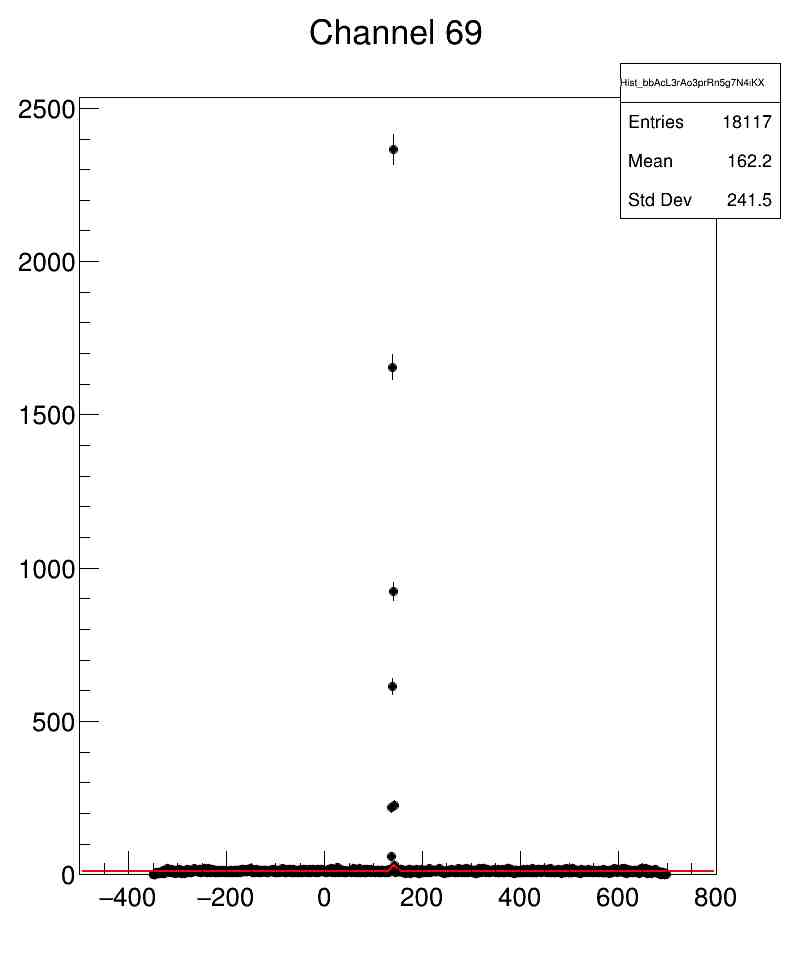 Channel 69
Hist_bbAcL3rAo3prRn5g7N4iKX
Entries 18117
Mean 162.2
Std Dev 241.5
2500
2000
1500
1000
500
0
−400 −200 0 200 400 600 800